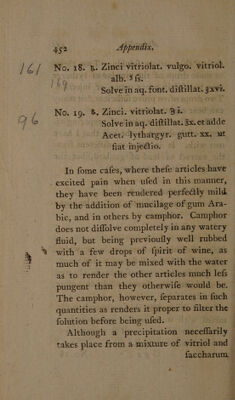 452 Appendix.
161 No. 18. ℞. Zinci vitriolat. vulgo. vitriol.
alb. ʒſs.
Solve in aq. font. diſtillat. ℥xvi.
96 No. 19. ℞. Zinci. vitriolat. ℈i.
Solve in aq. diſtillat. ℥x. et adde
Acet. lythargyr. gutt. xx. ut
fiat injectio.
In ſome caſes, where theſe articles have
excited pain when uſed in this manner,
they have been rendered perfectly mild
by the addition of mucilage of gum Ara-
bic, and in others by camphor. Camphor
does not diſſolve completely in any watery
fluid, but being previouſly well rubbed
with a few drops of ſpirit of wine, as
much of it may be mixed with the water
as to render the other articles much leſs
pungent than they otherwiſe would be.
The camphor, however, ſeparates in ſuch
quantities as renders it proper to filter the
ſolution before being uſed.
Although a precipitation neceſſarily
takes place from a mixture of vitriol and
ſaccharum